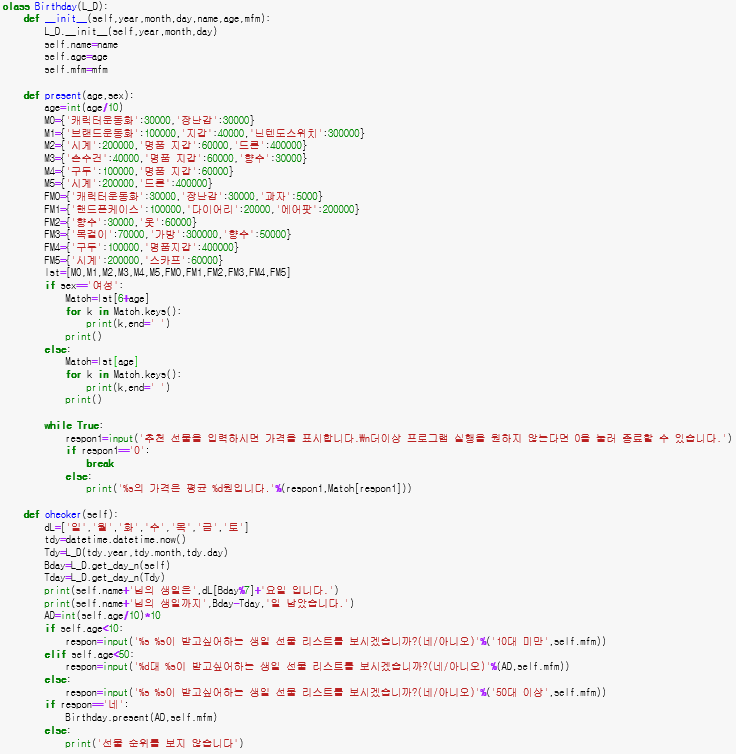 class Birthday(L_D):
    def __init__(self,year,month,day,name,age,mfm):
        L_D.__init__(self,year,month,day)
        self.name=name
        self.age=age
        self.mfm=mfm

    def present(age,sex):
        age=int(age/10)
        M0={'캐릭터운동화':30000,'장난감':30000}
        M1={'브랜드운동화':100000,'지갑':40000,'닌텐도스위치':300000}
        M2={'시계':200000,'명품 지갑':60000,'드론':400000}
        M3={'손수건':40000,'명품 지갑':60000,'향수':30000}
        M4={'구두':100000,'명품 지갑':60000}
        M5={'시계':200000,'드론':400000}
        FM0={'캐릭터운동화':30000,'장난감':30000,'과자':5000}
        FM1={'핸드폰케이스':100000,'다이어리':20000,'에어팟':200000}
        FM2={'향수':30000,'옷':60000}
        FM3={'목걸이':70000,'가방':300000,'향수':50000}
        FM4={'구두':100000,'명품지갑':400000}
        FM5={'시계':200000,'스카프':60000}
        lst=[M0,M1,M2,M3,M4,M5,FM0,FM1,FM2,FM3,FM4,FM5]
        if sex=='여성':
            Match=lst[6+age]
            for k in Match.keys():
                print(k,end=' ')
            print()
        else:
            Match=lst[age]
            for k in Match.keys():
                print(k,end=' ')
            print()

        while True:
            respon1=input('추천 선물을 입력하시면 가격을 표시합니다.₩n더이상 프로그램 실행을 원하지 않는다면 0을 눌러 종료할 수 있습니다.')
            if respon1=='0':
                break
            else:
                print('%s의 가격은 평균 %d원입니다.'%(respon1,Match[respon1]))

    def checker(self):
        dL=['일','월','화','수','목','금','토']
        tdy=datetime.datetime.now()
        Tdy=L_D(tdy.year,tdy.month,tdy.day)
        Bday=L_D.get_day_n(self)
        Tday=L_D.get_day_n(Tdy)
        print(self.name+'님의 생일은',dL[Bday%7]+'요일 입니다.')
        print(self.name+'님의 생일까지',Bday-Tday,'일 남았습니다.')
        AD=int(self.age/10)*10
        if self.age<10:
            respon=input('%s %s이 받고싶어하는 생일 선물 리스트를 보시겠습니까?(네/아니오)'%('10대 미만',self.mfm))
        elif self.age<50:
            respon=input('%d대 %s이 받고싶어하는 생일 선물 리스트를 보시겠습니까?(네/아니오)'%(AD,self.mfm))
        else:
            respon=input('%s %s이 받고싶어하는 생일 선물 리스트를 보시겠습니까?(네/아니오)'%('50대 이상',self.mfm))
        if respon=='네':
            Birthday.present(AD,self.mfm)
        else:
            print('선물 순위를 보지 않습니다')